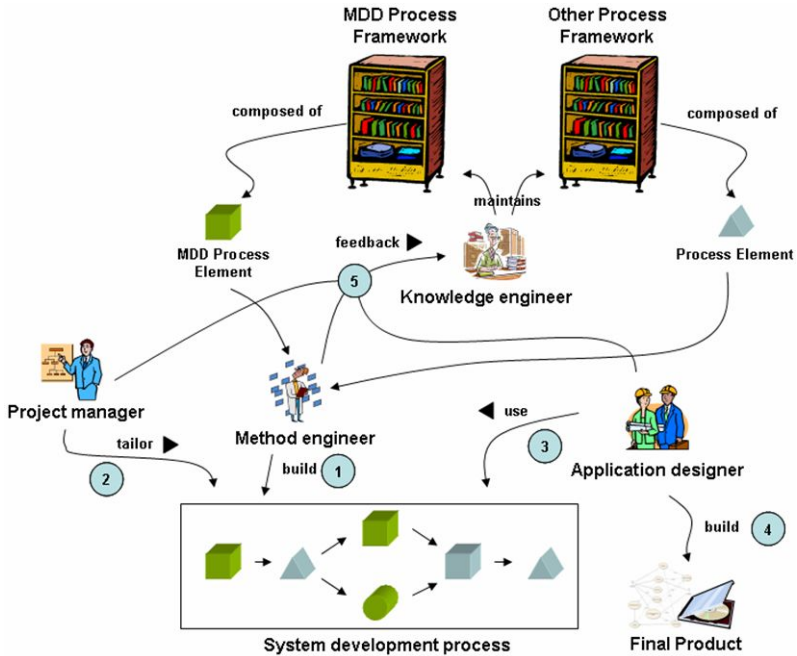 MDD Process
Framework
Other Process
Framework
composed of
composed of
maintains
MDD Process
Element
feedback
Process Element
5
Knowledge engineer
Project manager
Method engineer
use
tailor
3
2
build
1
Application designer
build
4
System development process
Final Product